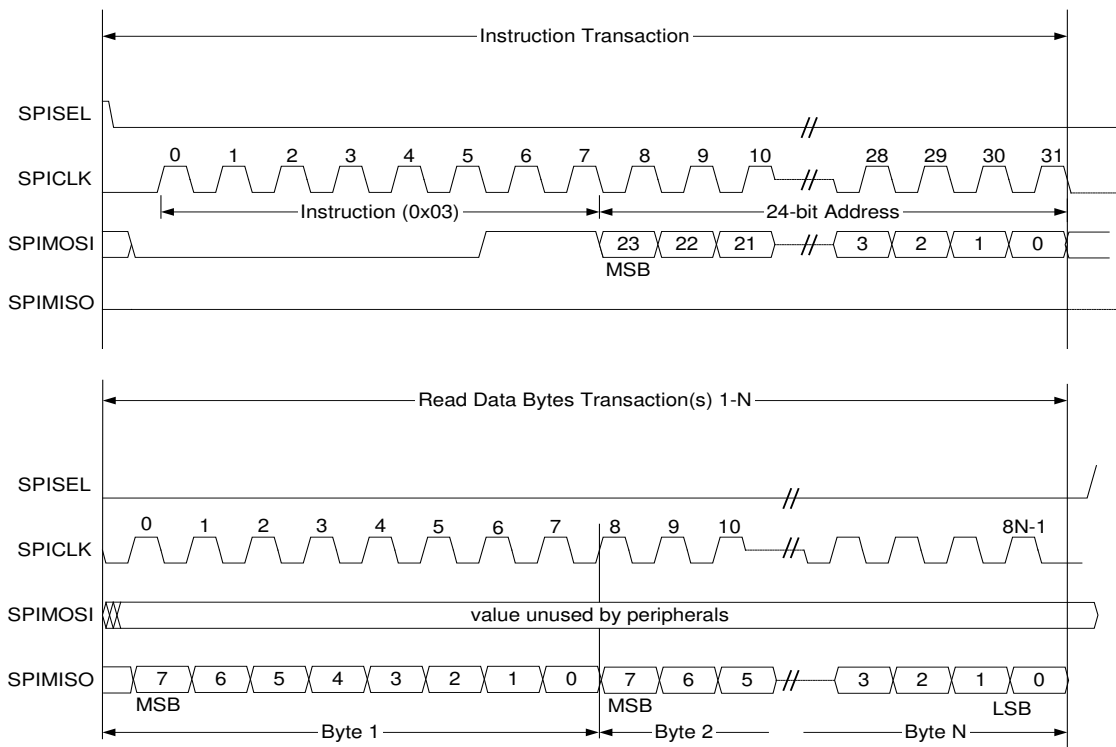 Instruction Transaction
SPISEL
0 1 2 3 4 5 6 7 8 9 10 28 29 30 31
SPICLK
Instruction (0x03) 24-bit Address
SPIMOSI 23 22 21 3 2 1 0
MSB
SPIMISO
Read Data Bytes Transaction(s) 1-N
SPISEL
0 1 2 3 4 5 6 7 8 9 10 8N-1
SPICLK
SPIMOSI value unused by peripherals
SPIMISO 7 6 5 4 3 2 1 0 7 6 5 3 2 1 0
MSB MSB LSB
Byte 1 Byte 2 Byte N